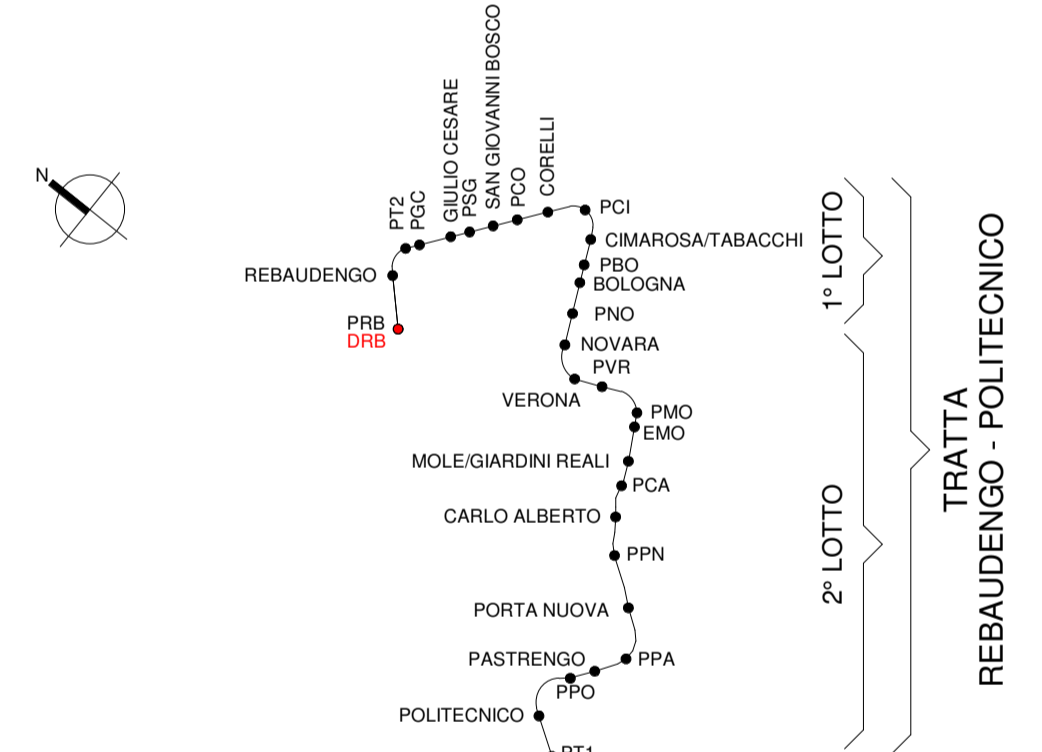 N
PT2
PGC
GIULIO CESARE
PSG
SAN GIOVANNI BOSCO
PCO
CORELLI
PCI
CIMAROSA/TABACCHI
REBAUDENGO
PBO
BOLOGNA
PRB
DRB
PNO
NOVARA
PVR
VERONA
PMO
EMO
MOLE/GIARDINI REALI
PCA
CARLO ALBERTO
PPN
PORTA NUOVA
PASTRENGO
PPA
PPO
POLITECNICO
PT1
1° LOTTO
2° LOTTO
TRATTA
REBAUDENGO - POLITECNICO